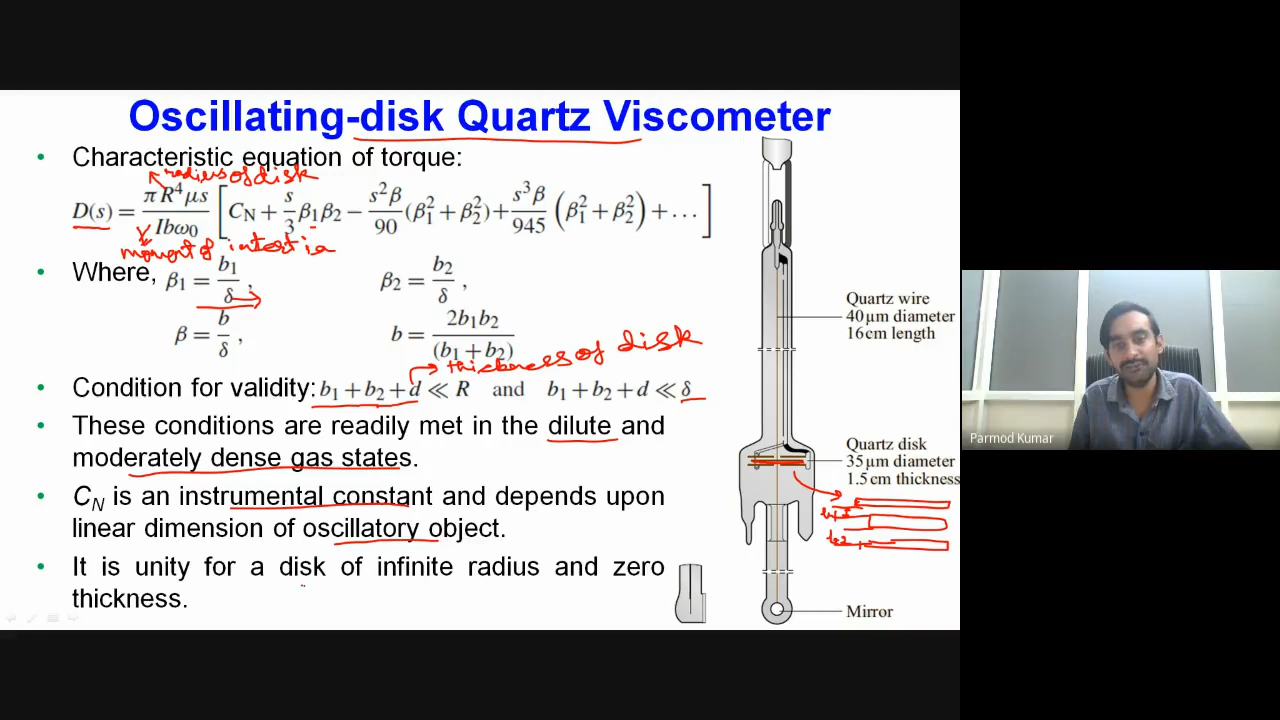 Oscillating-disk Quartz Viscometer
• Characteristic equation of torque:
radius of disk
D(s) = πR⁴μs / Ibω₀ [C_N + s/3 β₁β₂ − s²β/90 (β₁² + β₂²) + s³β/945 (β₁² + β₂²) + ...]
moment of intertia
• Where, β₁ = b₁/δ, β₂ = b₂/δ,
β = b/δ, b = 2b₁b₂/(b₁ + b₂)
thickness of disk
• Condition for validity: b₁ + b₂ + d ≪ R and b₁ + b₂ + d ≪ δ
• These conditions are readily met in the dilute and
moderately dense gas states.
• C_N is an instrumental constant and depends upon
linear dimension of oscillatory object.
• It is unity for a disk of infinite radius and zero
thickness.
Quartz wire
40 μm diameter
16 cm length
Quartz disk
35 μm diameter
1.5 cm thickness
b1
b2
Mirror
Parmod Kumar